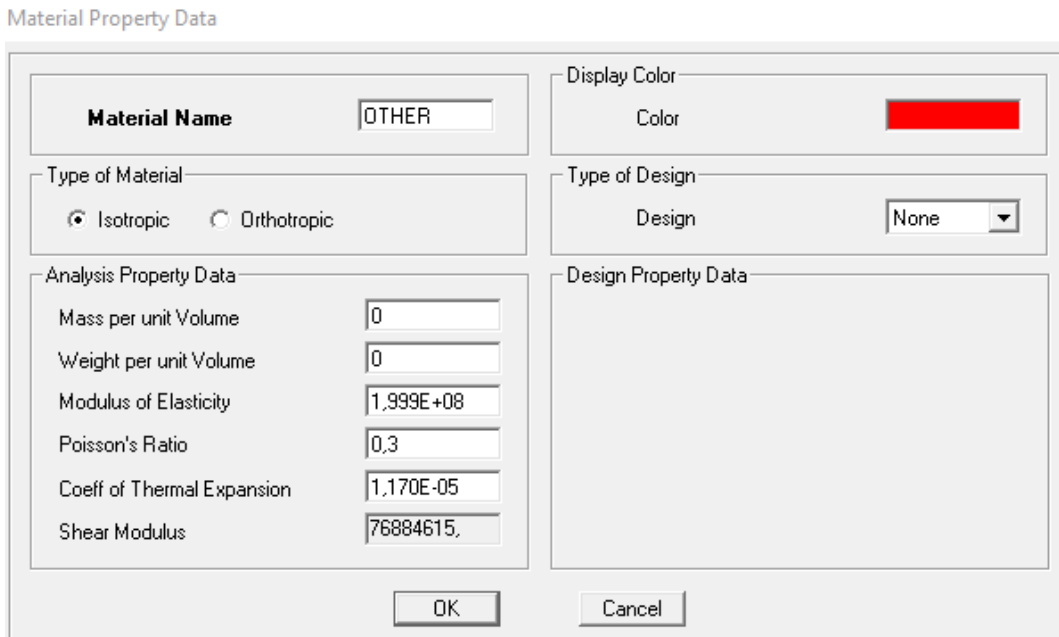 Material Property Data
Material Name OTHER
Display Color
Color
Type of Material
Isotropic Orthotropic
Type of Design
Design None
Analysis Property Data
Mass per unit Volume 0
Weight per unit Volume 0
Modulus of Elasticity 1,999E+08
Poisson's Ratio 0,3
Coeff of Thermal Expansion 1,170E-05
Shear Modulus 76884615,
Design Property Data
OK Cancel